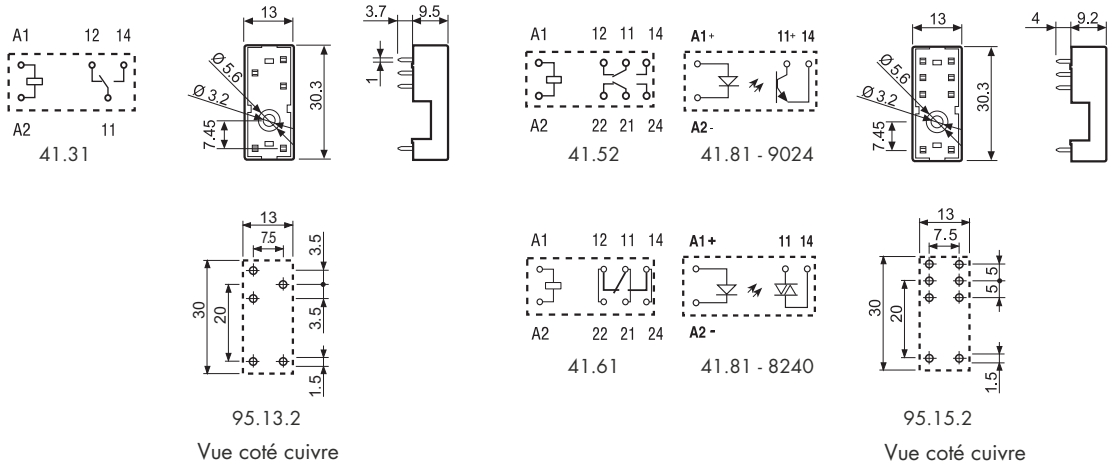 13
3.7
9.5
A1
12
14
Ø 5.6
Ø 3.2
1
30.3
7.45
A2
11
41.31
A1
12
11
14
A2
22
21
24
41.52
A1+
11+
14
A2-
41.81 - 9024
13
4
9.2
Ø 5.6
Ø 3.2
30.3
7.45
13
7.5
3.5
30
20
3.5
1.5
95.13.2
Vue coté cuivre
A1
12
11
14
A2
22
21
24
41.61
A1 +
11
14
A2 -
41.81 - 8240
13
7.5
5
30
20
5
1.5
95.15.2
Vue coté cuivre